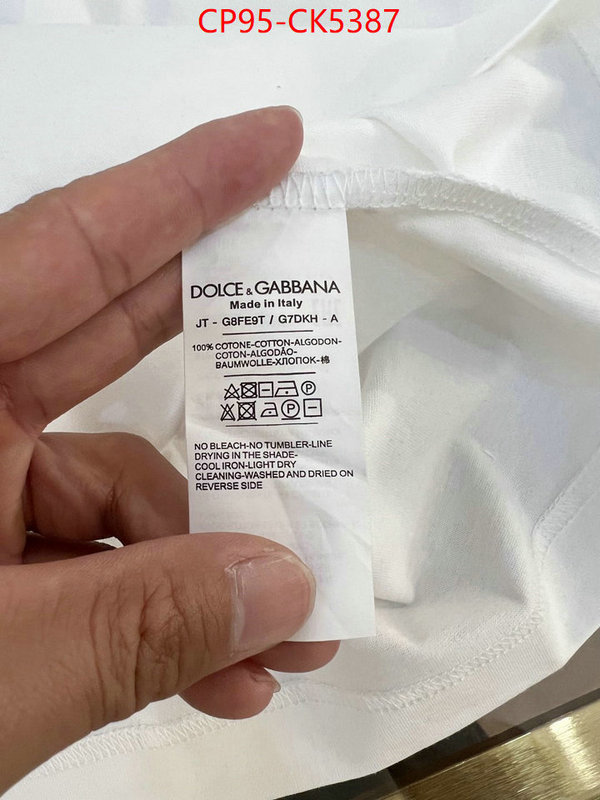 CP95-CK5387
DOLCE & GABBANA
Made in Italy
JT - G8FE9T / G7DKH - A
100% COTONE-COTTON-ALGODON-
COTON-ALGODÃO-
BAUMWOLLE-ХЛОПОК-棉
NO BLEACH-NO TUMBLER-LINE
DRYING IN THE SHADE-
COOL IRON-LIGHT DRY
CLEANING-WASHED AND DRIED ON
REVERSE SIDE